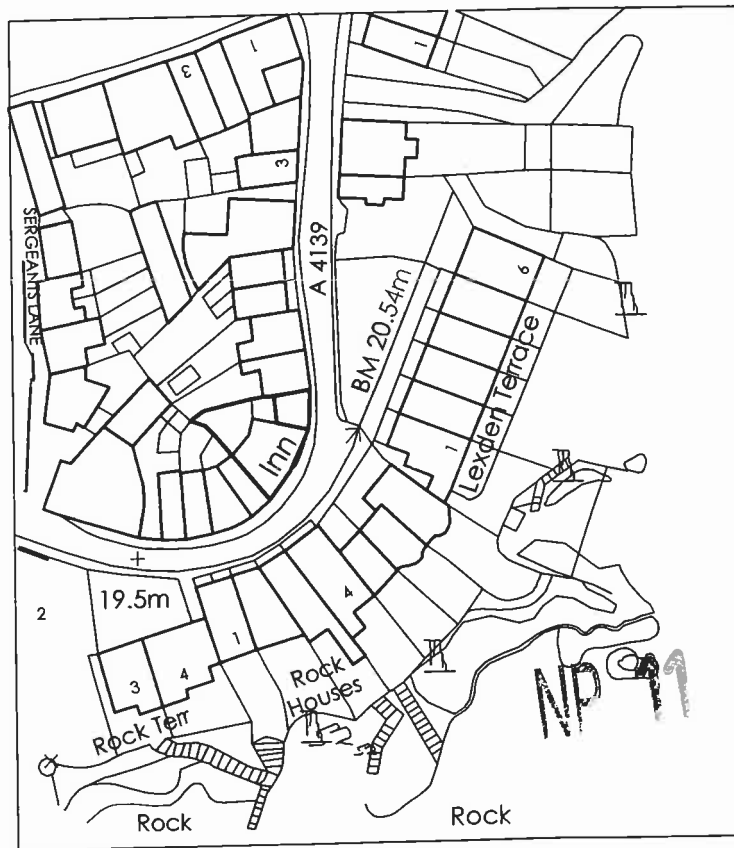 1
3
1
3
SERGEANTS LANE
A 4139
BM 20.54m
6
Lexden Terrace
1
Inn
19.5m
2
4
1
3
4
Rock Terr
Rock
Houses
Rock
Rock